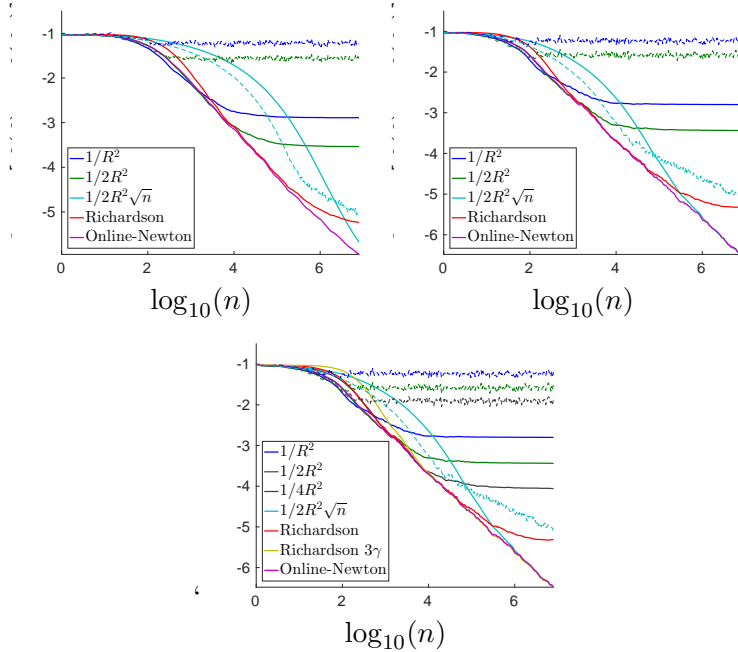 -1
-2
-3
-4
-5
0 2 4 6
log₁₀(n)
1/R²
1/2R²
1/2R²√n
Richardson
Online-Newton
-1
-2
-3
-4
-5
-6
0 2 4 6
log₁₀(n)
1/R²
1/2R²
1/2R²√n
Richardson
Online-Newton
-1
-2
-3
-4
-5
-6
0 2 4 6
log₁₀(n)
1/R²
1/2R²
1/4R²
1/2R²√n
Richardson
Richardson 3γ
Online-Newton
‘